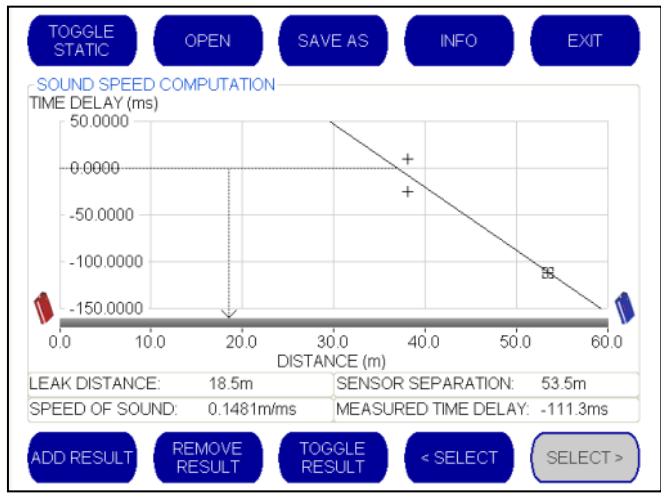 TOGGLE
STATIC
OPEN
SAVE AS
INFO
EXIT
SOUND SPEED COMPUTATION
TIME DELAY (ms)
50.0000
0.0000
-50.0000
-100.0000
-150.0000
0.0 10.0 20.0 30.0 40.0 50.0 60.0
DISTANCE (m)
LEAK DISTANCE: 18.5m SENSOR SEPARATION: 53.5m
SPEED OF SOUND: 0.1481m/ms MEASURED TIME DELAY: -111.3ms
ADD RESULT
REMOVE
RESULT
TOGGLE
RESULT
< SELECT
SELECT >